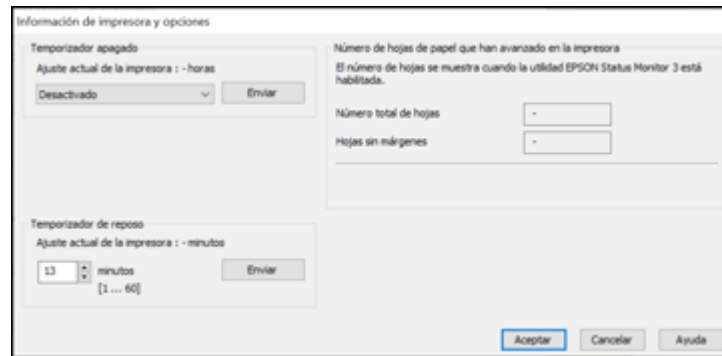 Información de impresora y opciones
Temporizador apagado
Ajuste actual de la impresora : - horas
Desactivado
Enviar
Número de hojas de papel que han avanzado en la impresora
El número de hojas se muestra cuando la utilidad EPSON Status Monitor 3 está
habilitada.
Número total de hojas
-
Hojas sin márgenes
-
Temporizador de reposo
Ajuste actual de la impresora : - minutos
13
minutos
Enviar
[1 ... 60]
Aceptar
Cancelar
Ayuda